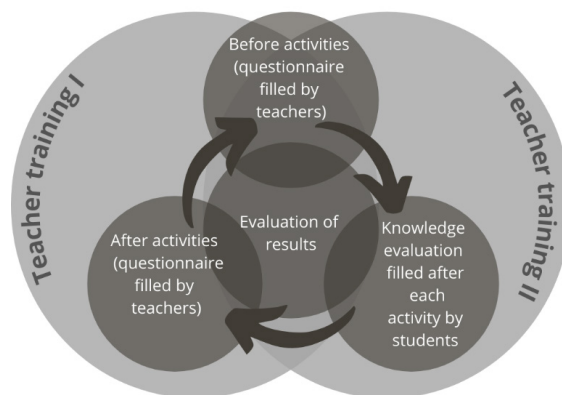 Before activities
(questionnaire
filled by
teachers)
Teacher training I
Teacher training II
Evaluation of
results
After activities
(questionnaire
filled by
teachers)
Knowledge
evaluation
filled after
each
activity by
students